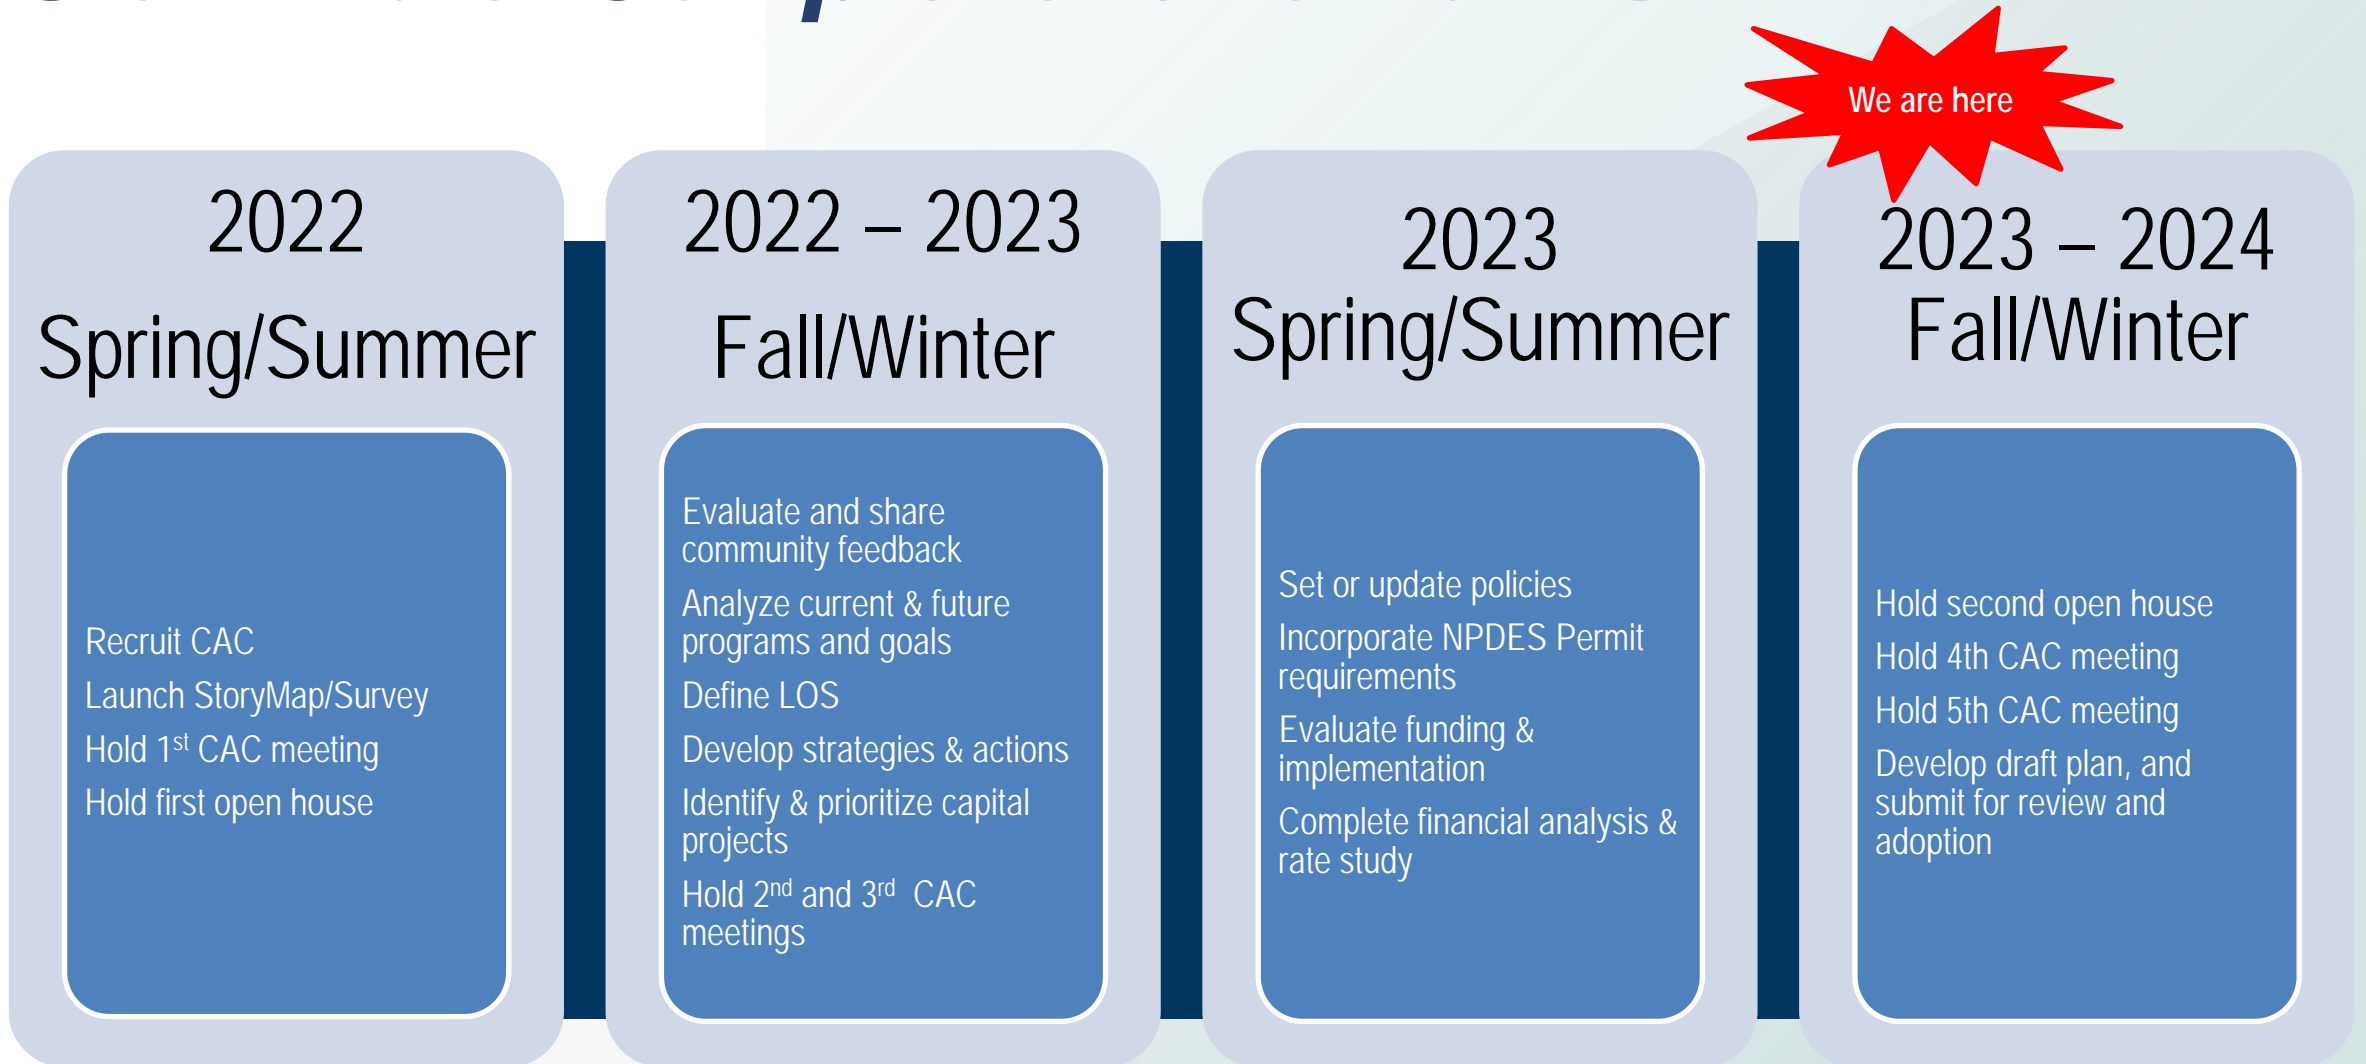 We are here
2022
Spring/Summer
Recruit CAC
Launch StoryMap/Survey
Hold 1st CAC meeting
Hold first open house
2022 – 2023
Fall/Winter
Evaluate and share
community feedback
Analyze current & future
programs and goals
Define LOS
Develop strategies & actions
Identify & prioritize capital
projects
Hold 2nd and 3rd CAC
meetings
2023
Spring/Summer
Set or update policies
Incorporate NPDES Permit
requirements
Evaluate funding &
implementation
Complete financial analysis &
rate study
2023 – 2024
Fall/Winter
Hold second open house
Hold 4th CAC meeting
Hold 5th CAC meeting
Develop draft plan, and
submit for review and
adoption